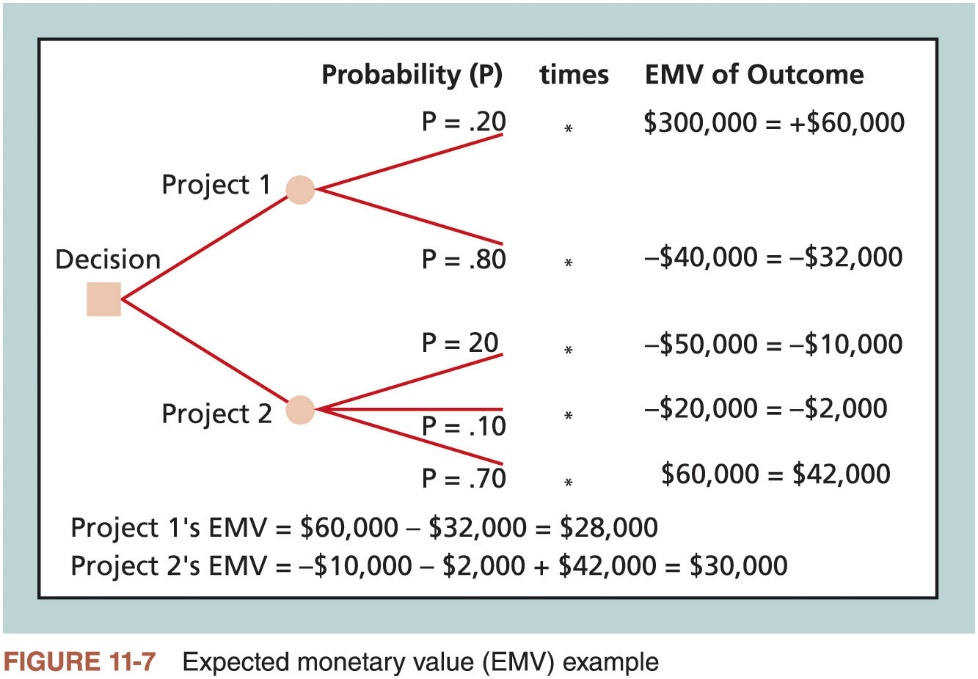 Probability (P) times EMV of Outcome
P = .20 * $300,000 = +$60,000
Project 1
Decision
P = .80 * –$40,000 = –$32,000
P = 20 * –$50,000 = –$10,000
Project 2
P = .10 * –$20,000 = –$2,000
P = .70 * $60,000 = $42,000
Project 1's EMV = $60,000 – $32,000 = $28,000
Project 2's EMV = –$10,000 – $2,000 + $42,000 = $30,000
FIGURE 11-7 Expected monetary value (EMV) example